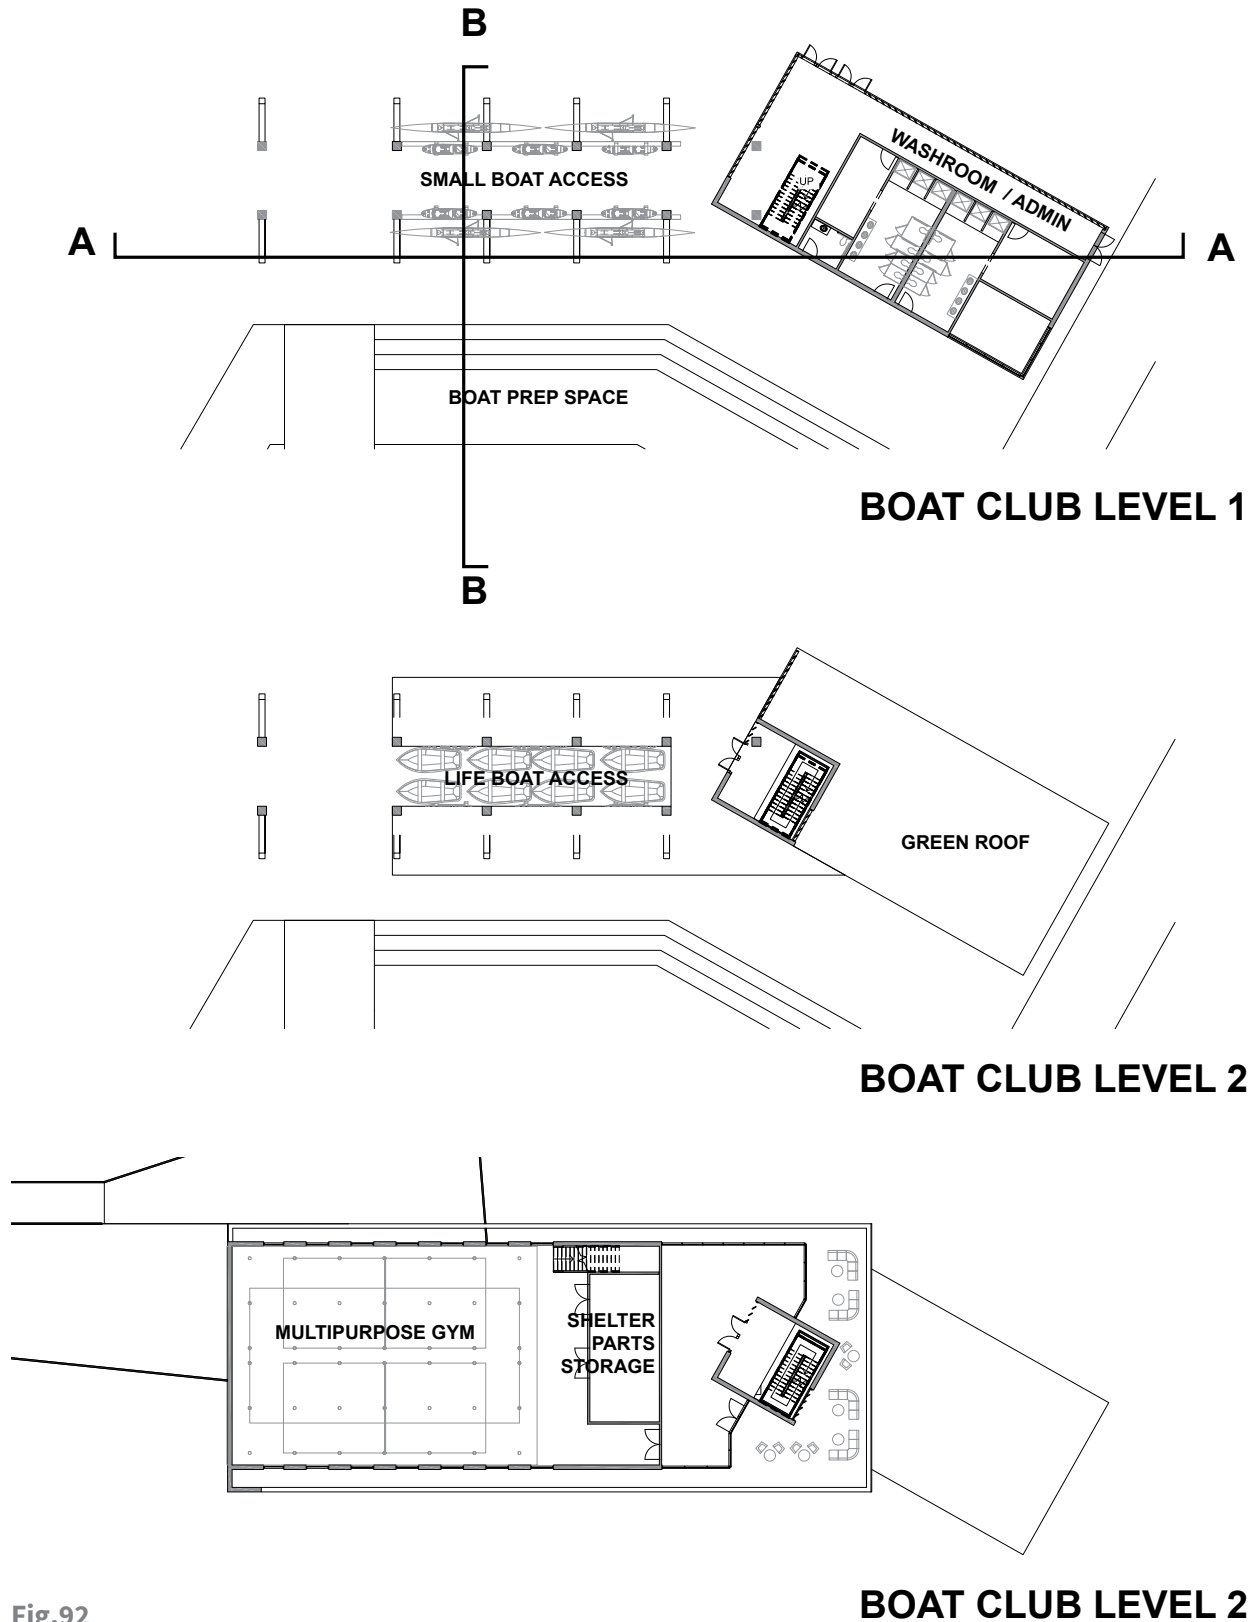 B
SMALL BOAT ACCESS
WASHROOM / ADMIN
UP
A
A
BOAT PREP SPACE
BOAT CLUB LEVEL 1
B
LIFE BOAT ACCESS
GREEN ROOF
BOAT CLUB LEVEL 2
MULTIPURPOSE GYM
SHELTER
PARTS
STORAGE
BOAT CLUB LEVEL 2
Fig.92